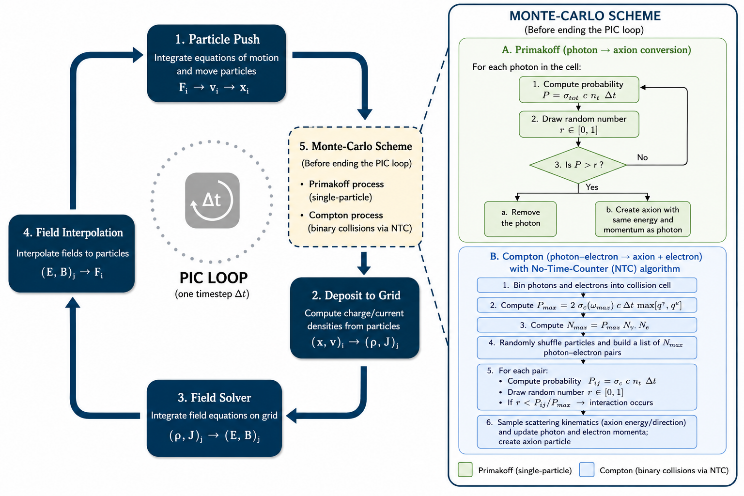 1. Particle Push
Integrate equations of motion
and move particles
Fᵢ → vᵢ → xᵢ
5. Monte-Carlo Scheme
(Before ending the PIC loop)
• Primakoff process
(single-particle)
• Compton process
(binary collisions via NTC)
2. Deposit to Grid
Compute charge/current
densities from particles
(x, v)ᵢ → (ρ, J)ⱼ
3. Field Solver
Integrate field equations on grid
(ρ, J)ⱼ → (E, B)ⱼ
4. Field Interpolation
Interpolate fields to particles
(E, B)ⱼ → Fᵢ
Δt
PIC LOOP
(one timestep Δt)
MONTE-CARLO SCHEME
(Before ending the PIC loop)
A. Primakoff (photon → axion conversion)
For each photon in the cell:
1. Compute probability
P = σ_tot c n_t Δt
2. Draw random number
r ∈ [0, 1]
3. Is P > r ?
No
Yes
a. Remove
the photon
b. Create axion with
same energy and
momentum as photon
B. Compton (photon–electron → axion + electron)
with No-Time-Counter (NTC) algorithm
1. Bin photons and electrons into collision cell
2. Compute P_max = 2 σ_c(ω_max) c Δt max[q^γ, q^e]
3. Compute N_max = P_max N_γ, N_e
4. Randomly shuffle particles and build a list of N_max
photon–electron pairs
5. For each pair:
• Compute probability P_ij = σ_c c n_t Δt
• Draw random number r ∈ [0, 1]
• If r < P_ij/P_max → interaction occurs
6. Sample scattering kinematics (axion energy/direction)
and update photon and electron momenta;
create axion particle
Primakoff (single-particle)
Compton (binary collisions via NTC)